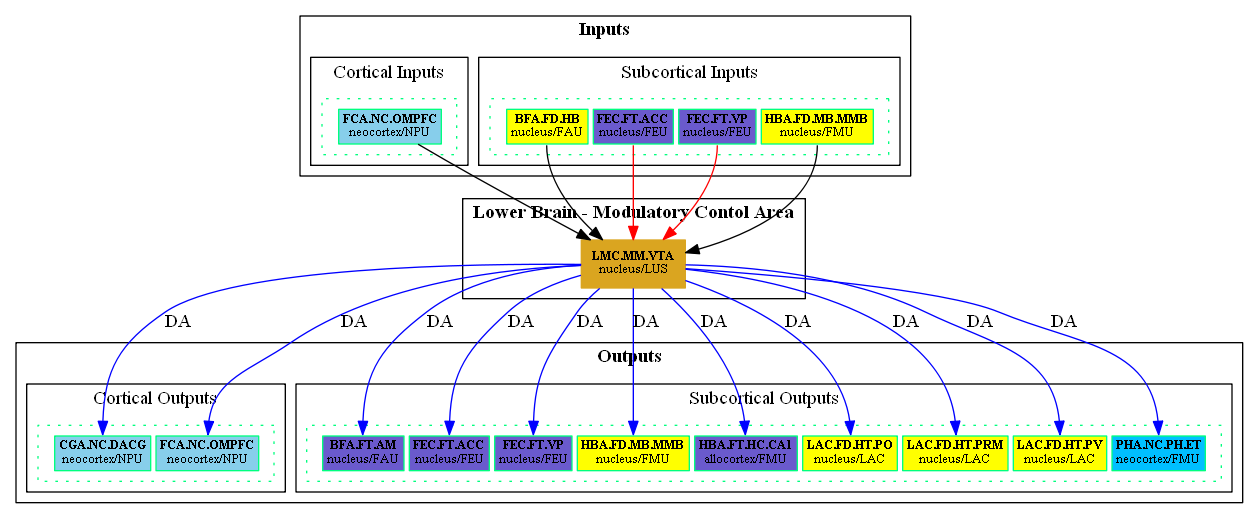 Inputs
Cortical Inputs
Subcortical Inputs
FCA.NC.OMPFC
neocortex/NPU
BFA.FD.HB
nucleus/FAU
FEC.FT.ACC
nucleus/FEU
FEC.FT.VP
nucleus/FEU
HBA.FD.MB.MMB
nucleus/FMU
Lower Brain - Modulatory Contol Area
LMC.MM.VTA
nucleus/LUS
DA
DA
DA
DA
DA
DA
DA
DA
DA
DA
DA
Outputs
Cortical Outputs
Subcortical Outputs
CGA.NC.DACG
neocortex/NPU
FCA.NC.OMPFC
neocortex/NPU
BFA.FT.AM
nucleus/FAU
FEC.FT.ACC
nucleus/FEU
FEC.FT.VP
nucleus/FEU
HBA.FD.MB.MMB
nucleus/FMU
HBA.FT.HC.CA1
allocortex/FMU
LAC.FD.HT.PO
nucleus/LAC
LAC.FD.HT.PRM
nucleus/LAC
LAC.FD.HT.PV
nucleus/LAC
PHA.NC.PH.ET
neocortex/FMU